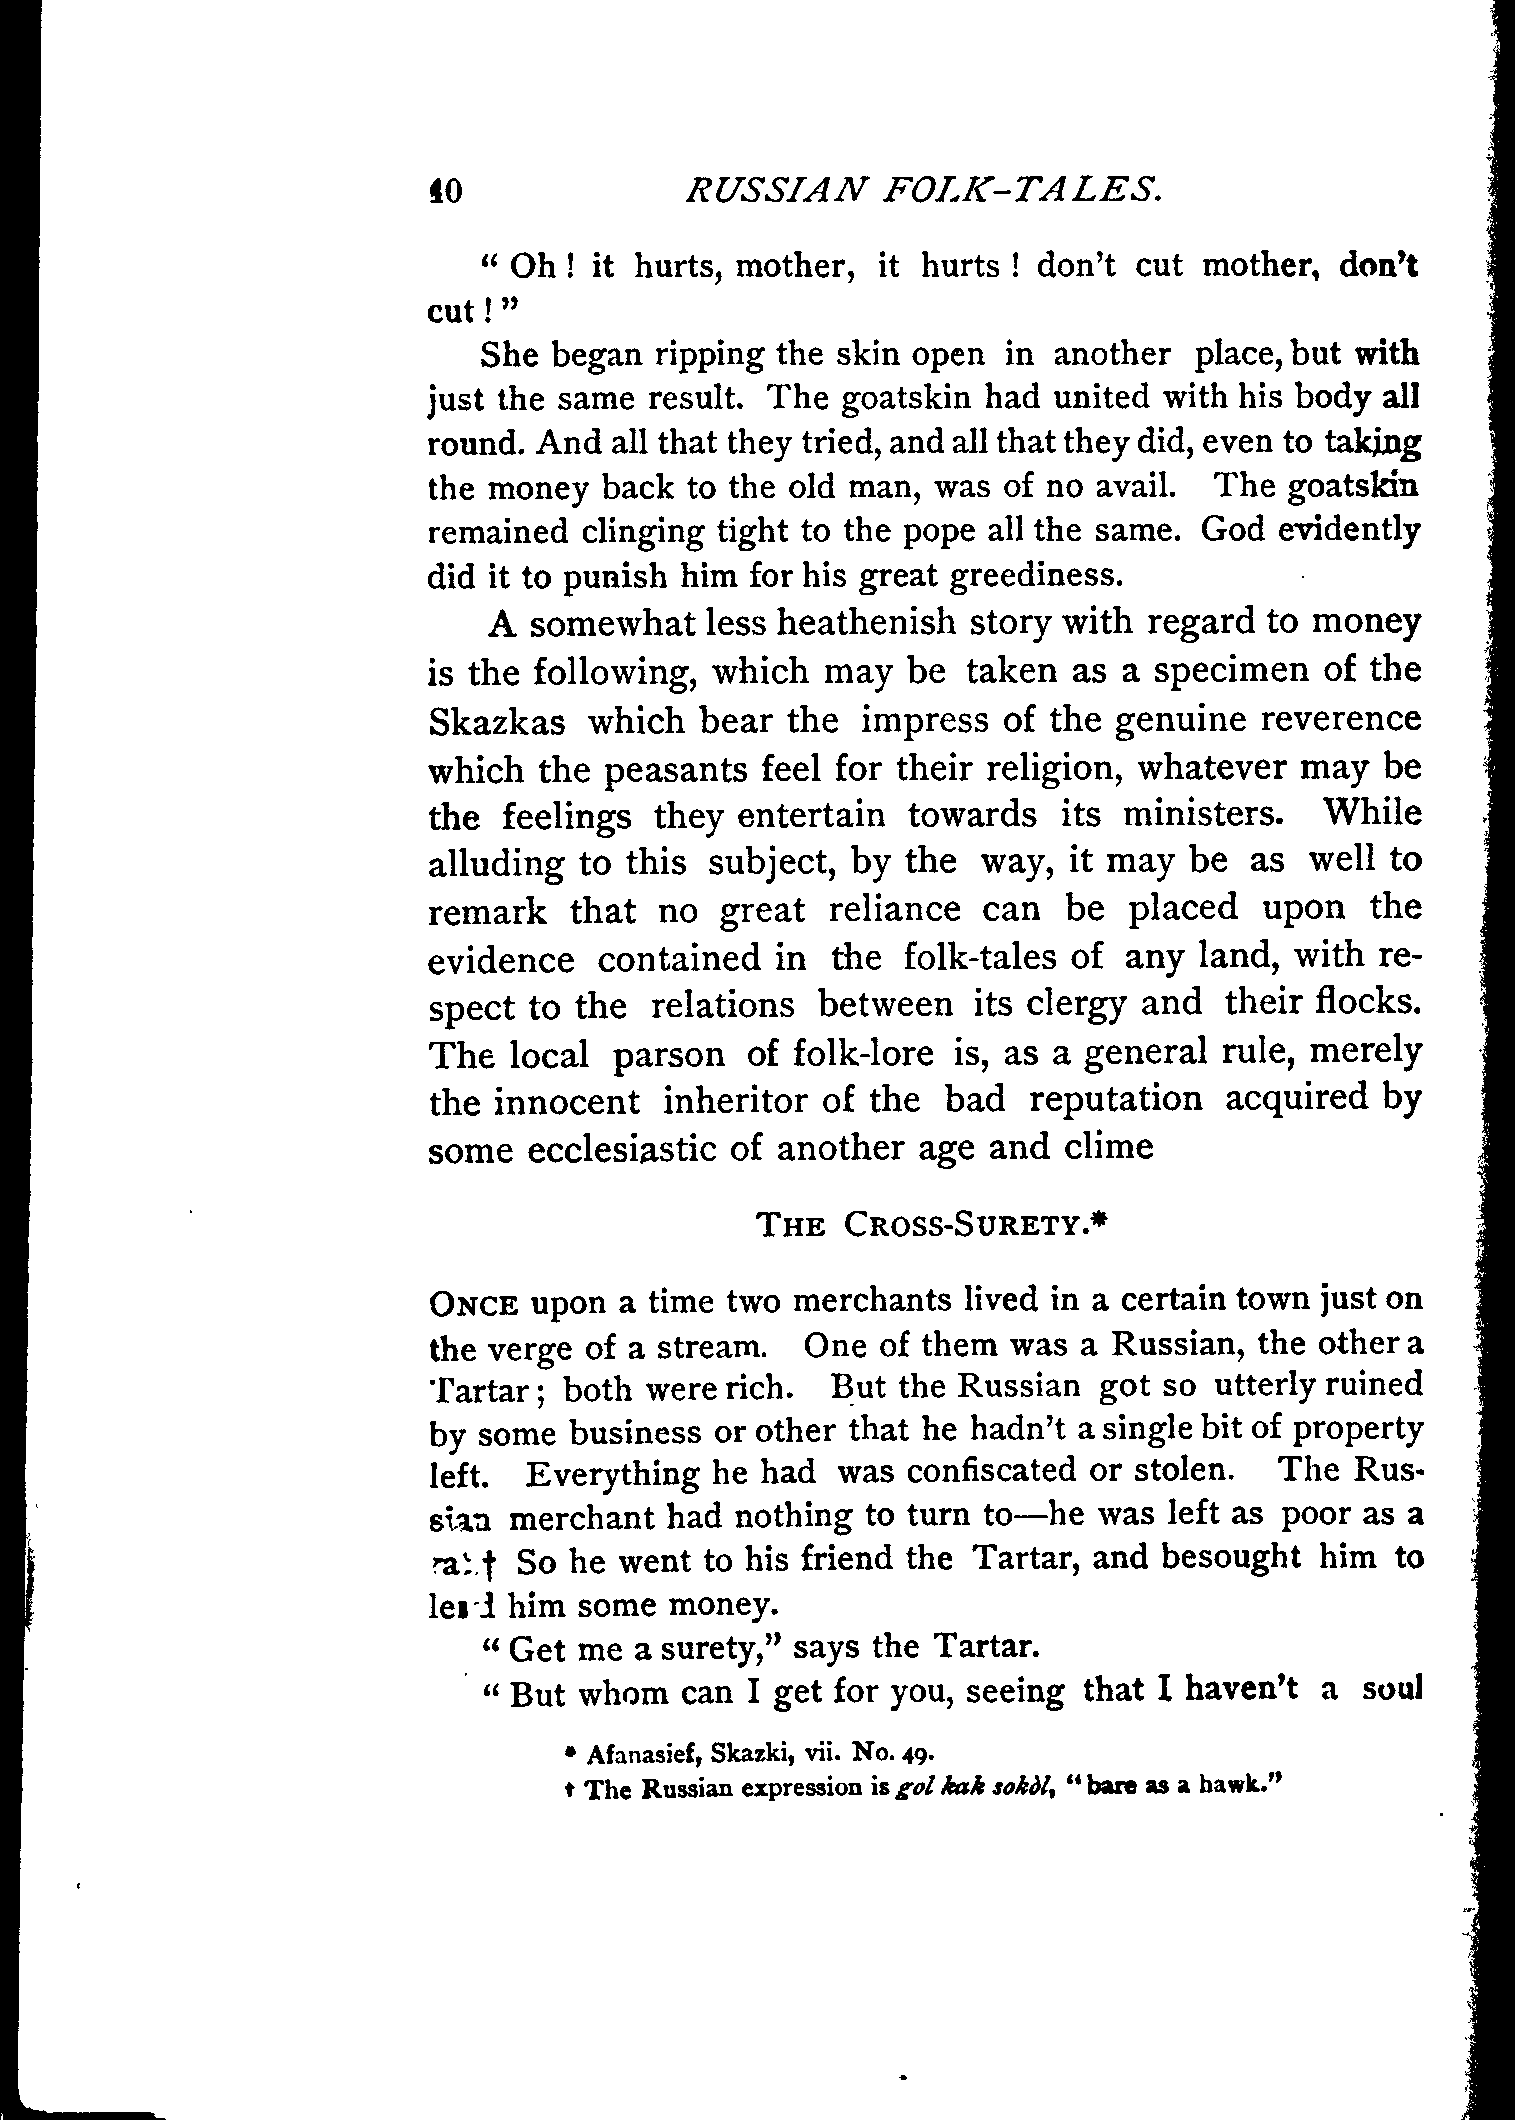 40 RUSSIAN FOLK-TALES.
“ Oh ! it hurts, mother, it hurts ! don't cut mother, don't
cut ! ”
She began ripping the skin open in another place, but with
just the same result. The goatskin had united with his body all
round. And all that they tried, and all that they did, even to taking
the money back to the old man, was of no avail. The goatskin
remained clinging tight to the pope all the same. God evidently
did it to punish him for his great greediness.
A somewhat less heathenish story with regard to money
is the following, which may be taken as a specimen of the
Skazkas which bear the impress of the genuine reverence
which the peasants feel for their religion, whatever may be
the feelings they entertain towards its ministers. While
alluding to this subject, by the way, it may be as well to
remark that no great reliance can be placed upon the
evidence contained in the folk-tales of any land, with re-
spect to the relations between its clergy and their flocks.
The local parson of folk-lore is, as a general rule, merely
the innocent inheritor of the bad reputation acquired by
some ecclesiastic of another age and clime
THE CROSS-SURETY.*
ONCE upon a time two merchants lived in a certain town just on
the verge of a stream. One of them was a Russian, the other a
Tartar ; both were rich. But the Russian got so utterly ruined
by some business or other that he hadn't a single bit of property
left. Everything he had was confiscated or stolen. The Rus-
sian merchant had nothing to turn to—he was left as poor as a
rat.† So he went to his friend the Tartar, and besought him to
lend him some money.
“ Get me a surety,” says the Tartar.
“ But whom can I get for you, seeing that I haven't a soul
* Afanasief, Skazki, vii. No. 49.
† The Russian expression is gol kak sokòl, “bare as a hawk.”